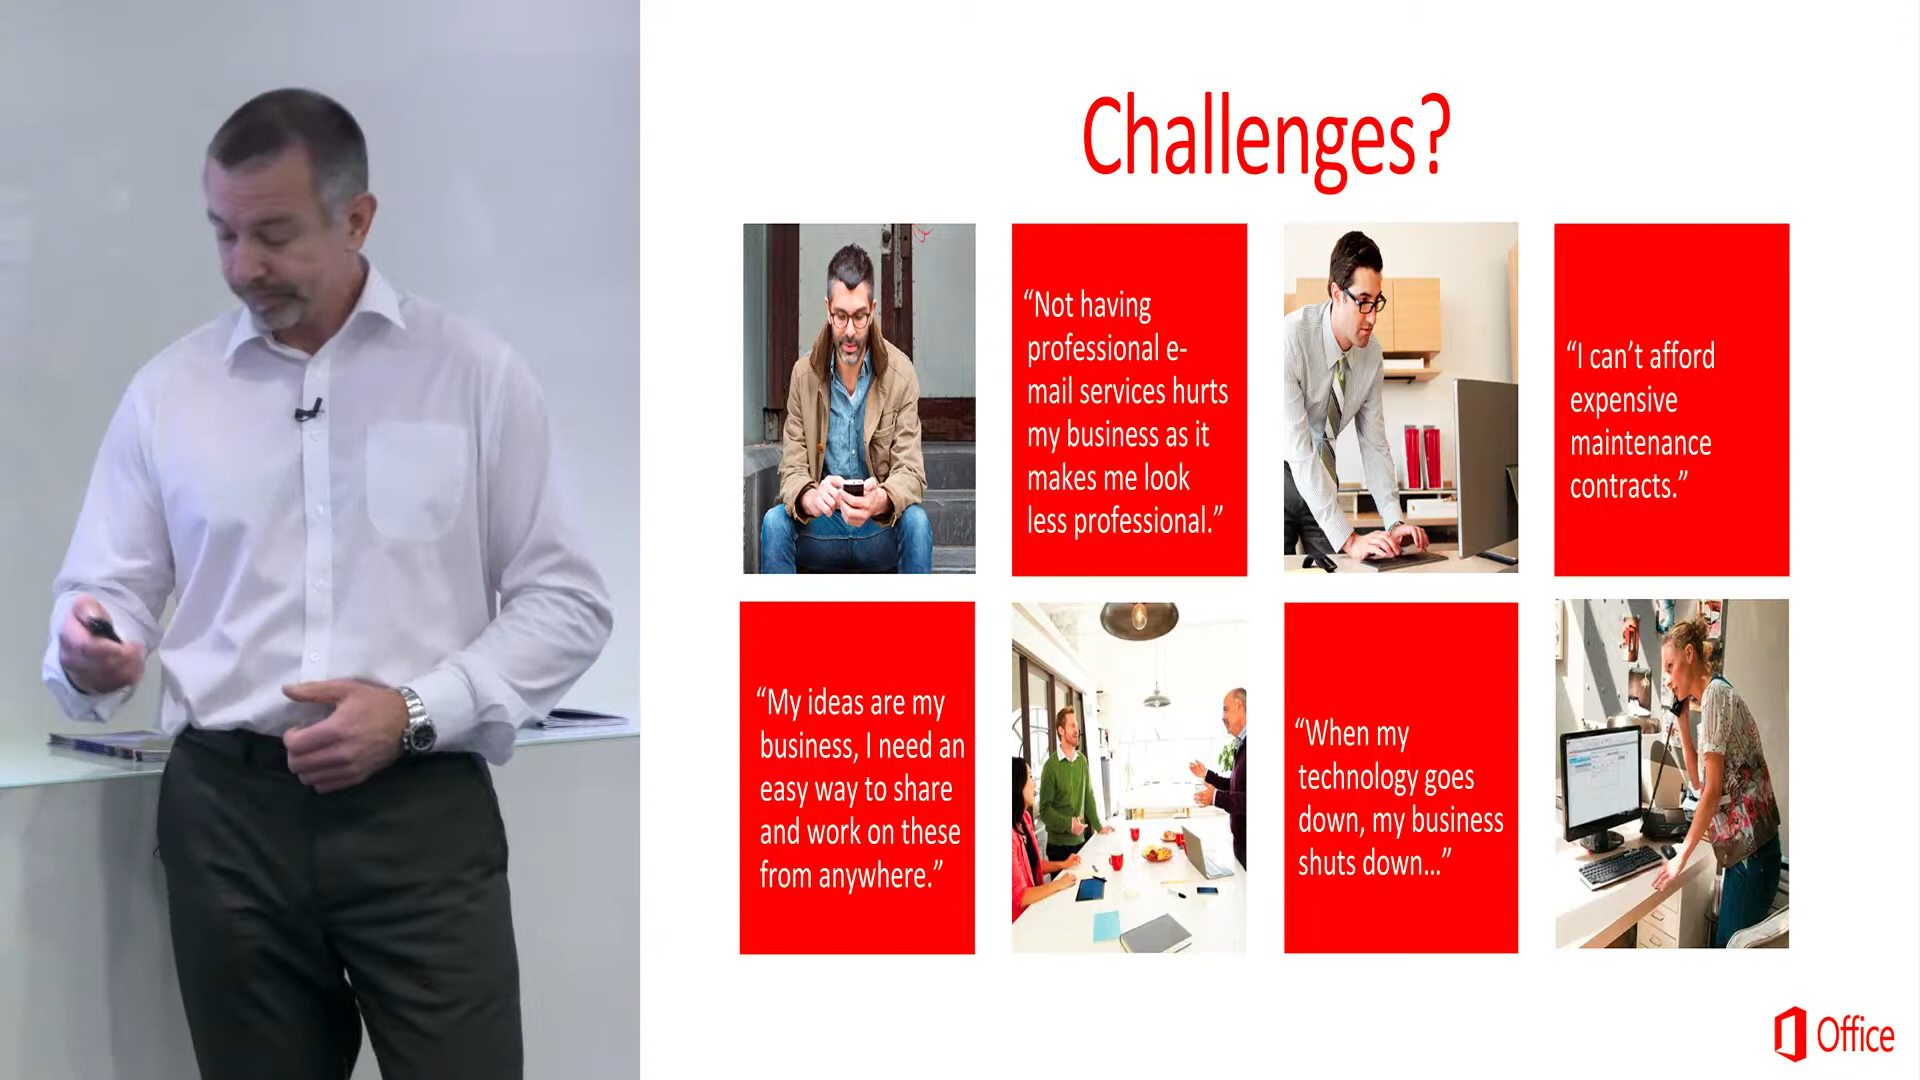 Challenges?
“Not having
professional e-
mail services hurts
my business as it
makes me look
less professional.”
“I can’t afford
expensive
maintenance
contracts.”
“My ideas are my
business, I need an
easy way to share
and work on these
from anywhere.”
“When my
technology goes
down, my business
shuts down...”
Office